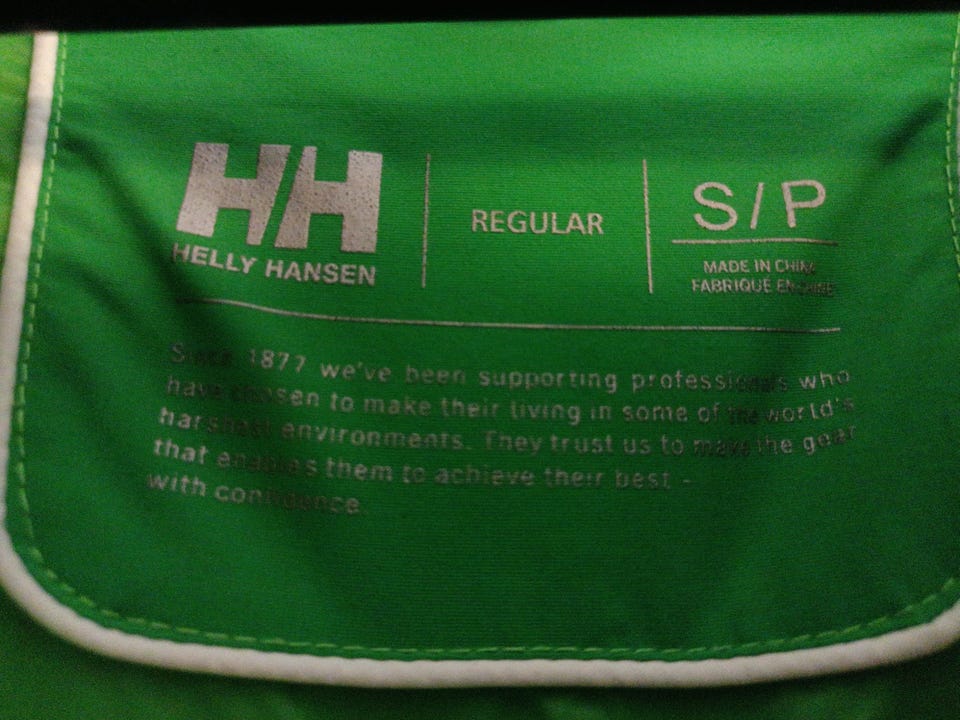 HH
HELLY HANSEN
REGULAR
S/P
MADE IN CHINA
FABRIQUÉ EN CHINE
Since 1877 we've been supporting professionals who
have chosen to make their living in some of the world's
harshest environments. They trust us to make the gear
that enables them to achieve their best -
with confidence.